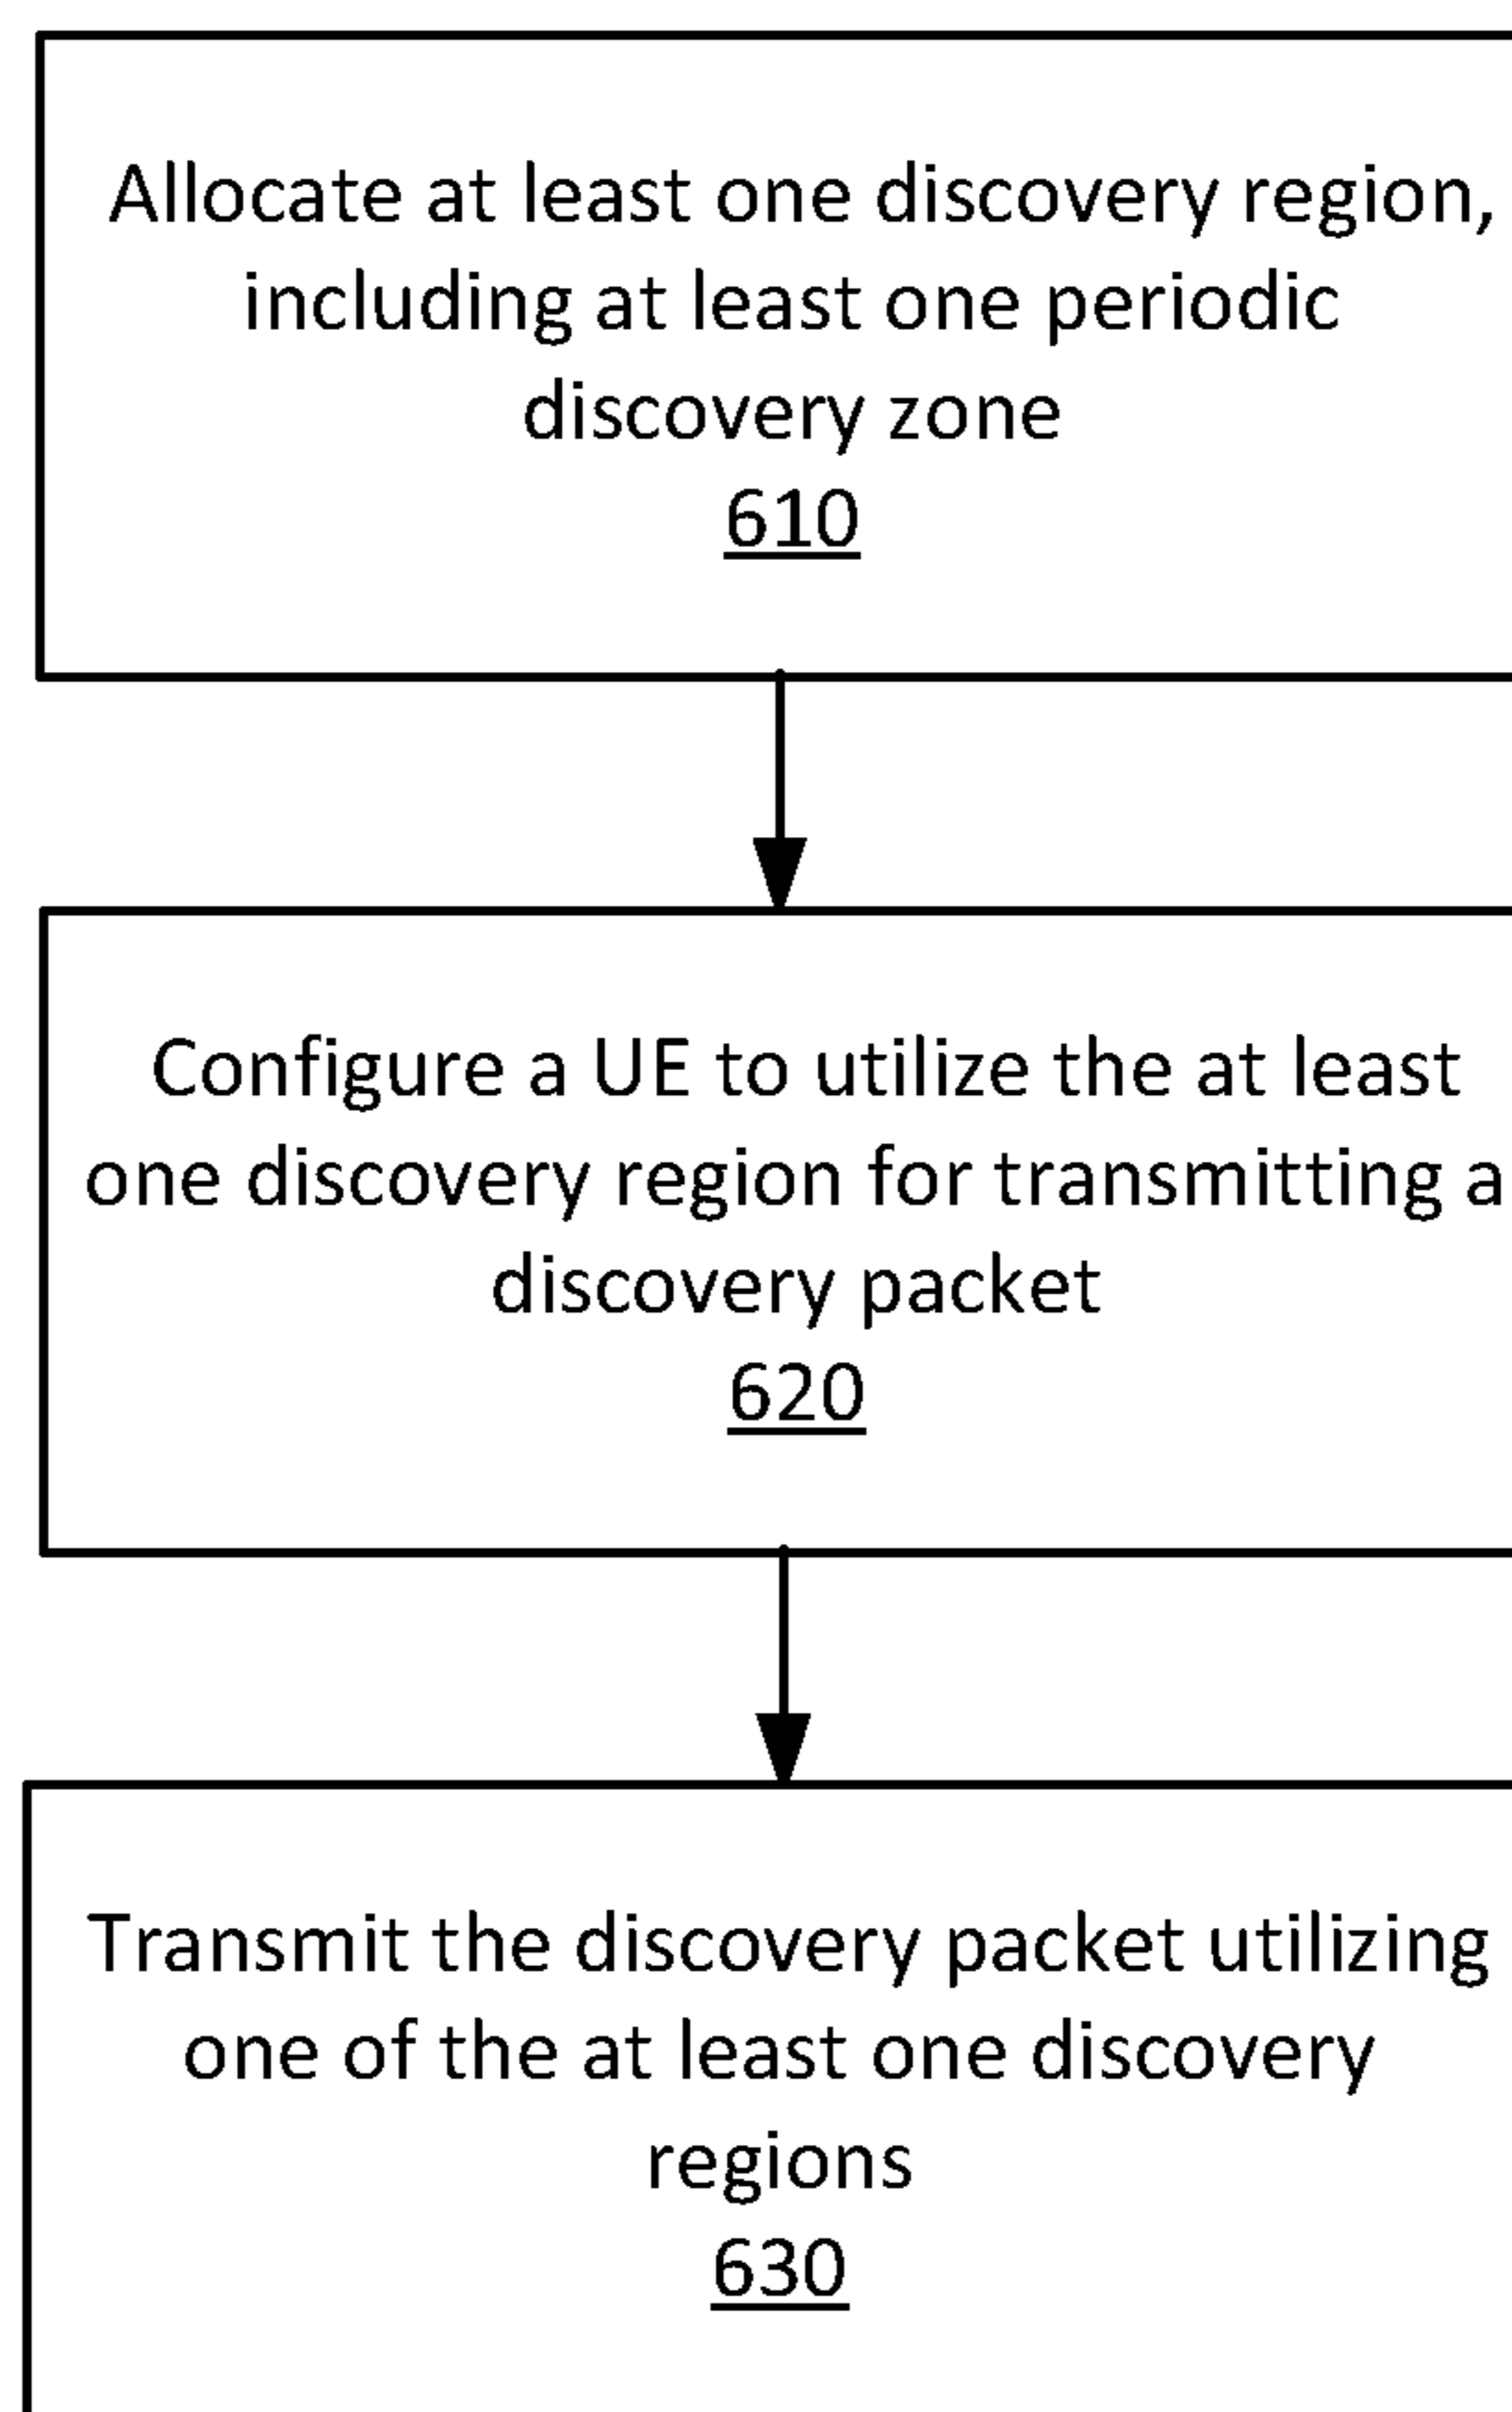 Allocate at least one discovery region,
including at least one periodic
discovery zone
610
Configure a UE to utilize the at least
one discovery region for transmitting a
discovery packet
620
Transmit the discovery packet utilizing
one of the at least one discovery
regions
630